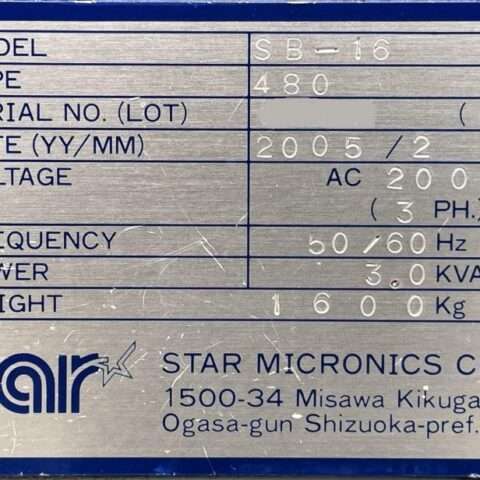 ODEL SB-16
PE 480
RIAL NO. (LOT) (
TE (YY/MM) 2005/2
LTAGE AC 200
(3 PH.)
EQUENCY 50/60 Hz
WER 3.0 KVA
IGHT 1600 Kg
ar STAR MICRONICS C
1500-34 Misawa Kikuga
Ogasa-gun Shizuoka-pref.